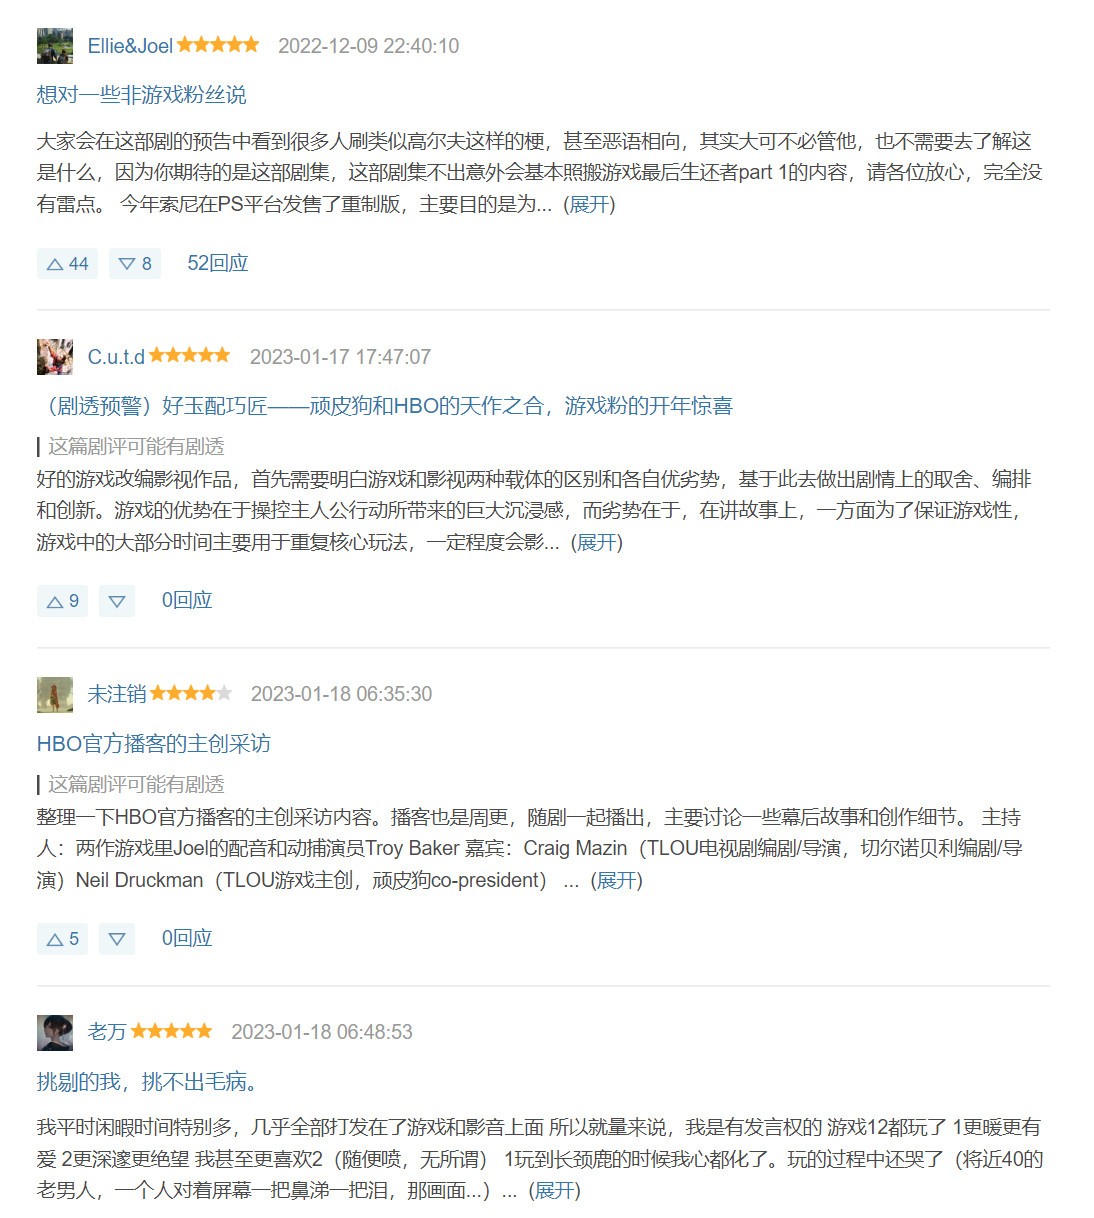 Ellie&Joel 2022-12-09 22:40:10
想对一些非游戏粉丝说
大家会在这部剧的预告中看到很多人刷类似高尔夫这样的梗，甚至恶语相向，其实大可不必管他，也不需要去了解这
是什么，因为你期待的是这部剧集，这部剧集不出意外会基本照搬游戏最后生还者part 1的内容，请各位放心，完全没
有雷点。 今年索尼在PS平台发售了重制版，主要目的是为... (展开)
44 8 52回应
C.u.t.d 2023-01-17 17:47:07
（剧透预警）好玉配巧匠——顽皮狗和HBO的天作之合，游戏粉的开年惊喜
这篇剧评可能有剧透
好的游戏改编影视作品，首先需要明白游戏和影视两种载体的区别和各自优劣势，基于此去做出剧情上的取舍、编排
和创新。游戏的优势在于操控主人公行动所带来的巨大沉浸感，而劣势在于，在讲故事上，一方面为了保证游戏性，
游戏中的大部分时间主要用于重复核心玩法，一定程度会影... (展开)
9 0回应
未注销 2023-01-18 06:35:30
HBO官方播客的主创采访
这篇剧评可能有剧透
整理一下HBO官方播客的主创采访内容。播客也是周更，随剧一起播出，主要讨论一些幕后故事和创作细节。 主持
人：两作游戏里Joel的配音和动捕演员Troy Baker 嘉宾：Craig Mazin（TLOU电视剧编剧/导演，切尔诺贝利编剧/导
演）Neil Druckman（TLOU游戏主创，顽皮狗co-president） ... (展开)
5 0回应
老万 2023-01-18 06:48:53
挑剔的我，挑不出毛病。
我平时闲暇时间特别多，几乎全部打发在了游戏和影音上面 所以就量来说，我是有发言权的 游戏12都玩了 1更暖更有
爱 2更深邃更绝望 我甚至更喜欢2（随便喷，无所谓） 1玩到长颈鹿的时候我心都化了。玩的过程中还哭了（将近40的
老男人，一个人对着屏幕一把鼻涕一把泪，那画面...）... (展开)